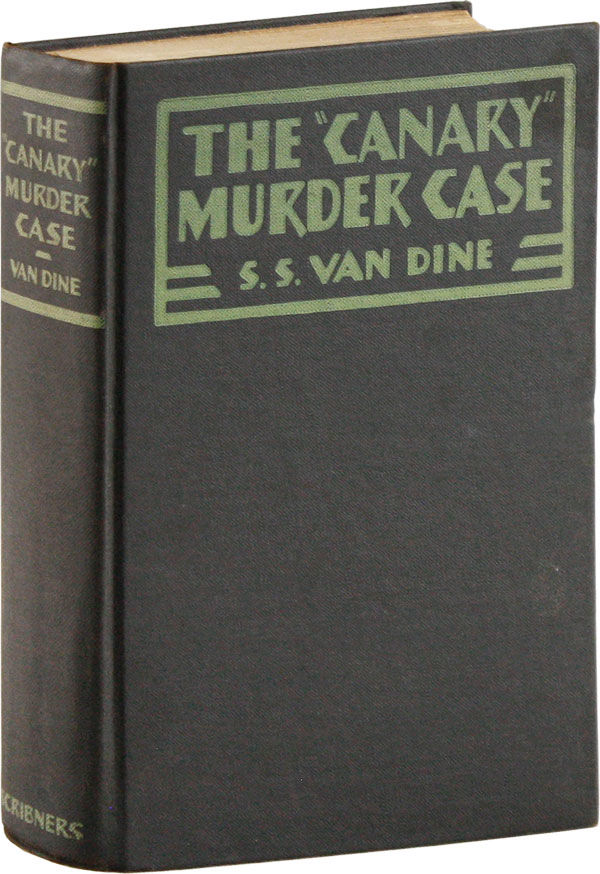 THE
"CANARY"
MURDER
CASE
VAN DINE
SCRIBNERS
THE "CANARY"
MURDER CASE
S. S. VAN DINE